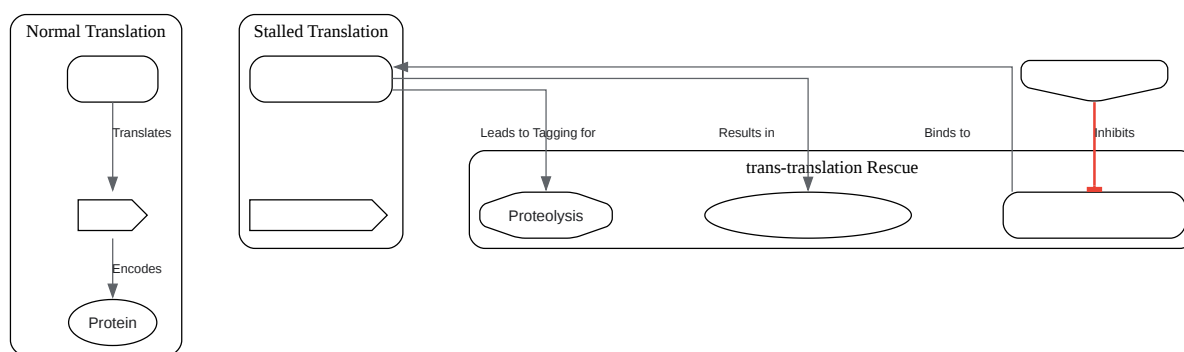 Normal Translation
Stalled Translation
Translates
Leads to Tagging for
Results in
Binds to
Inhibits
trans-translation Rescue
Proteolysis
Encodes
Protein